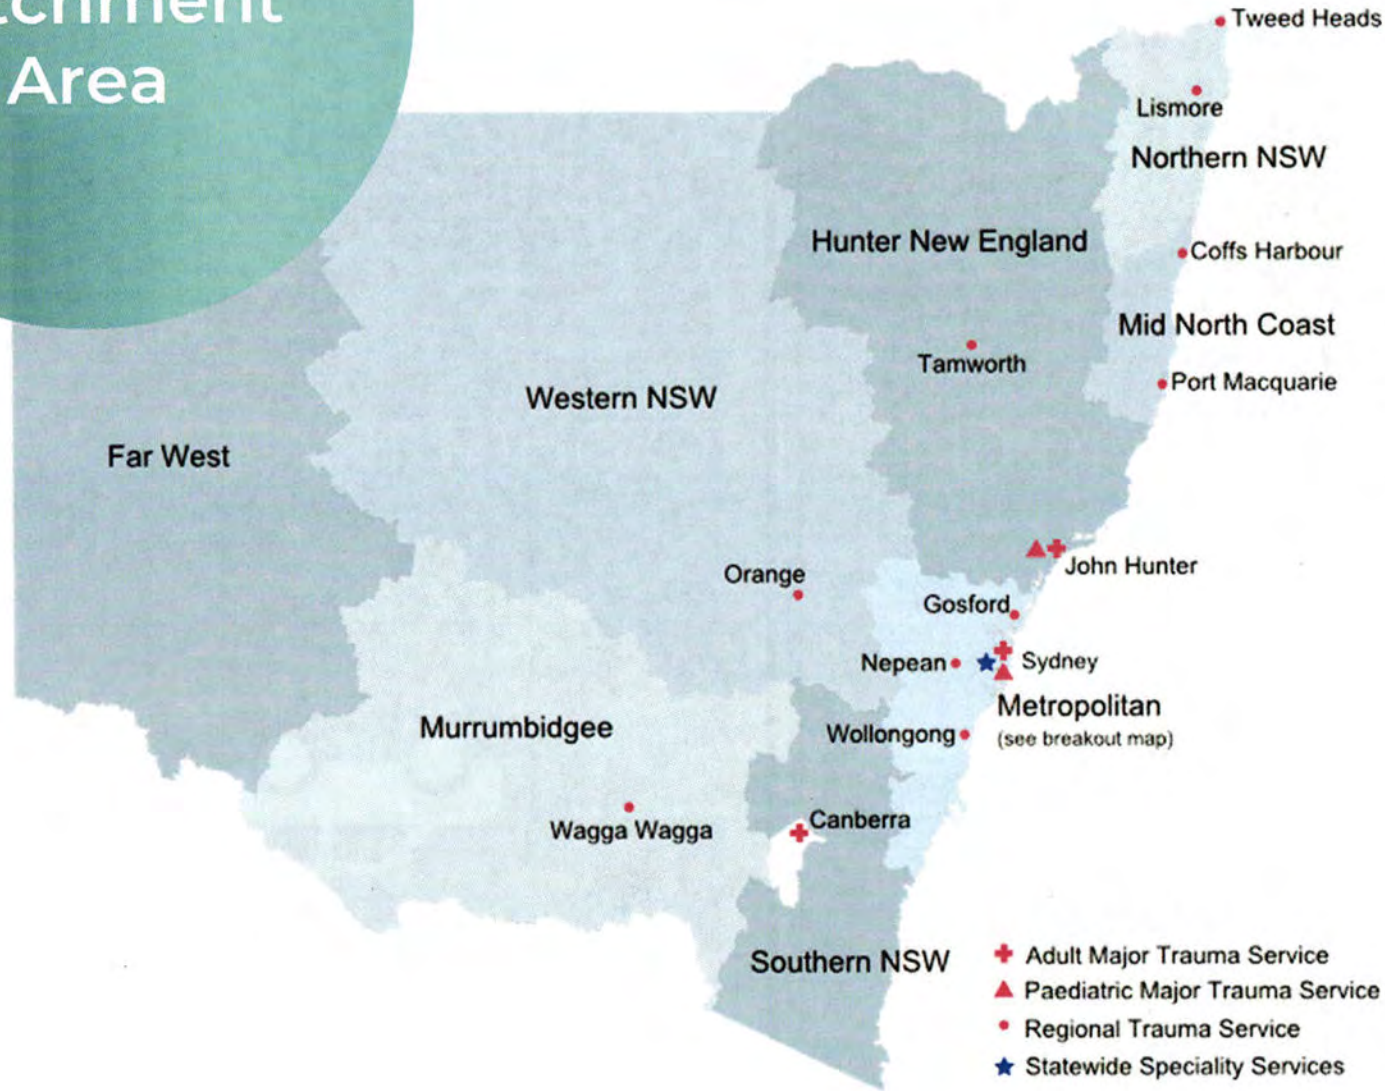 Area
Tweed Heads
Lismore
Northern NSW
Hunter New England
Coffs Harbour
Mid North Coast
Tamworth
Port Macquarie
Western NSW
Far West
John Hunter
Orange
Gosford
Nepean
Sydney
Metropolitan
(see breakout map)
Murrumbidgee
Wollongong
Canberra
Wagga Wagga
Southern NSW
Adult Major Trauma Service
Paediatric Major Trauma Service
Regional Trauma Service
Statewide Speciality Services